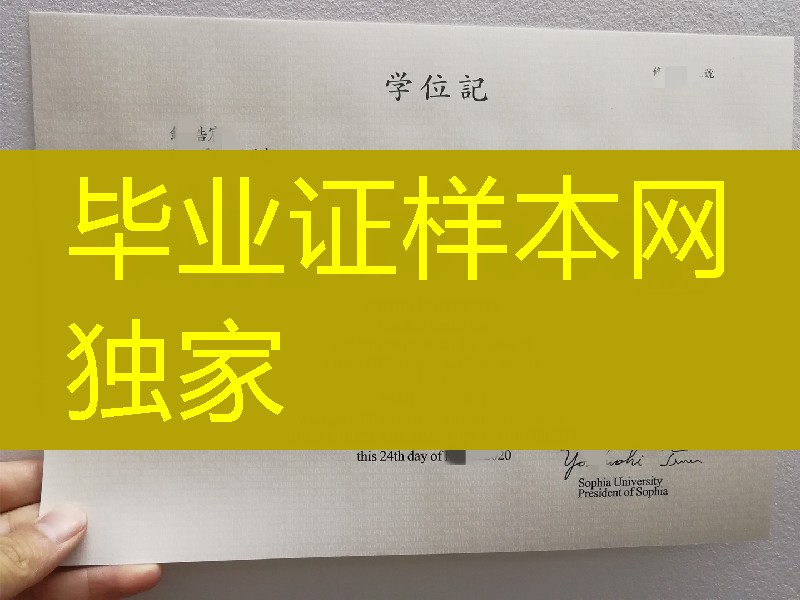 学位記
毕业证样本网
独家
this 24th day of
Sophia University
President of Sophia